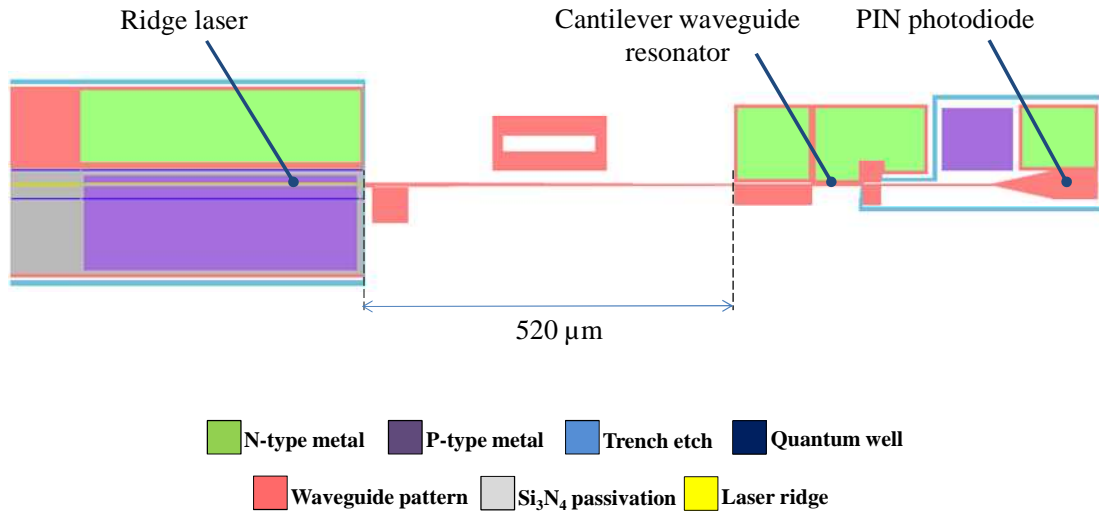 Ridge laser
Cantilever waveguide
resonator
PIN photodiode
520 µm
N-type metal
P-type metal
Trench etch
Quantum well
Waveguide pattern
Si₃N₄ passivation
Laser ridge